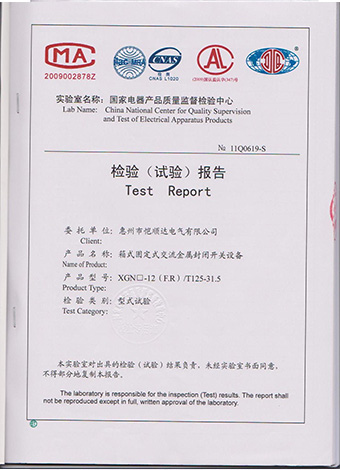 MA
2009002878Z
ilac-MRA
CNAS
检测
CNAS L1020
AL
实验室名称： 国家电器产品质量监督检验中心
Lab Name: China National Center for Quality Supervision
and Test of Electrical Apparatus Products
№ 11Q0619-S
检验（试验）报告
Test Report
委托单位： 惠州市恺顺达电气有限公司
Client:
产品名称： 箱式固定式交流金属封闭开关设备
Name of Product:
产品型号： XGN□-12 (F.R) /T125-31.5
Product Type:
检验类别： 型式试验
Test Category:
本实验室对出具的检验（试验）结果负责，未经实验室书面同意，
不得部分地复制本报告。
The laboratory is responsible for the inspection (Test) results. The report shall
not be reproduced except in full, written approval of the laboratory.